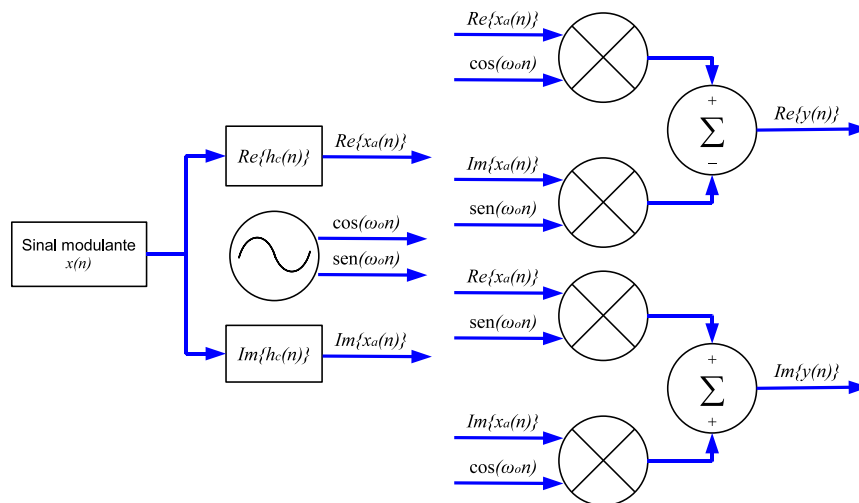 Re{xa(n)}
cos(ωon)
+
Σ
−
Re{y(n)}
Re{hc(n)}
Re{xa(n)}
Im{xa(n)}
sen(ωon)
Sinal modulante
x(n)
cos(ωon)
sen(ωon)
Re{xa(n)}
sen(ωon)
Im{hc(n)}
Im{xa(n)}
+
Σ
+
Im{y(n)}
Im{xa(n)}
cos(ωon)